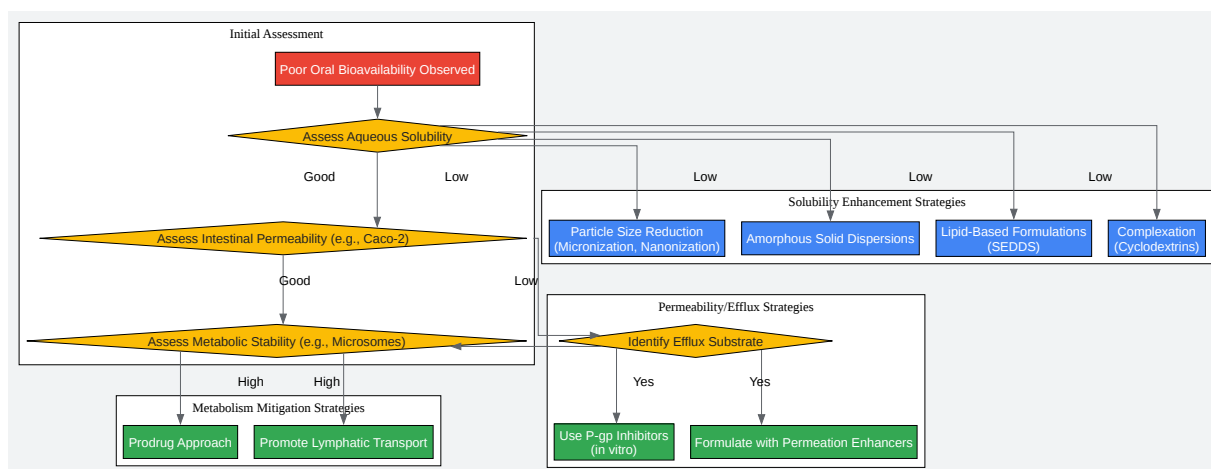 Initial Assessment
Poor Oral Bioavailability Observed
Assess Aqueous Solubility
Good
Low
Low
Low
Low
Solubility Enhancement Strategies
Particle Size Reduction
(Micronization, Nanonization)
Amorphous Solid Dispersions
Lipid-Based Formulations
(SEDDS)
Complexation
(Cyclodextrins)
Assess Intestinal Permeability (e.g., Caco-2)
Good
Low
Permeability/Efflux Strategies
Assess Metabolic Stability (e.g., Microsomes)
Identify Efflux Substrate
High
High
Yes
Yes
Metabolism Mitigation Strategies
Prodrug Approach
Promote Lymphatic Transport
Use P-gp Inhibitors
(in vitro)
Formulate with Permeation Enhancers